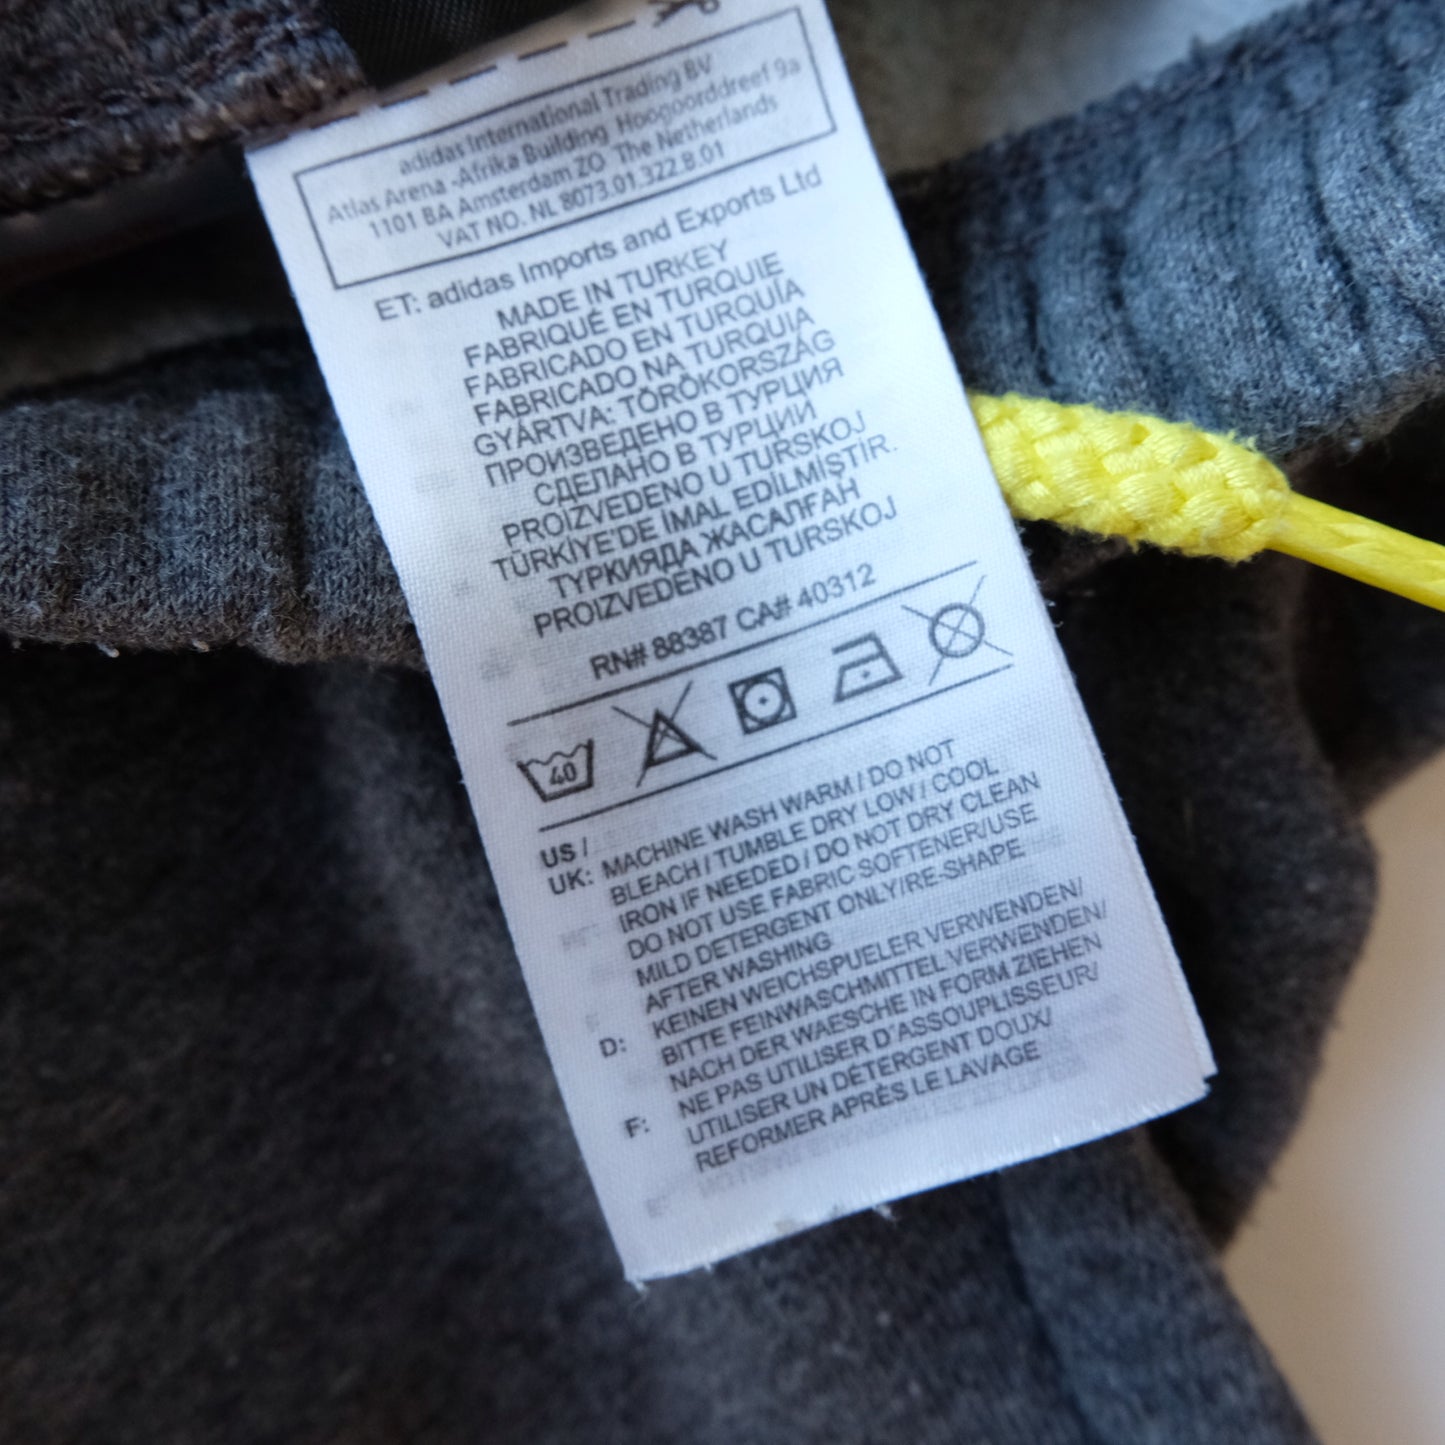 adidas International Trading BV
Atlas Arena -Afrika Building Hoogoorddreef 9a
1101 BA Amsterdam ZO The Netherlands
VAT NO. NL 8073.01.322.B.01
ET: adidas Imports and Exports Ltd
MADE IN TURKEY
FABRIQUÉ EN TURQUIE
FABRICADO EN TURQUÍA
FABRICADO NA TURQUIA
GYÁRTVA: TÖRÖKORSZÁG
ПРОИЗВЕДЕНО В ТУРЦИЯ
СДЕЛАНО В ТУРЦИИ
PROIZVEDENO U TURSKOJ
TÜRKİYE'DE İMAL EDİLMİŞTİR.
ТУРКИЯДА ЖАСАЛҒАН
PROIZVEDENO U TURSKOJ
RN# 88387 CA# 40312
40
US / UK: MACHINE WASH WARM / DO NOT
BLEACH / TUMBLE DRY LOW / COOL
IRON IF NEEDED / DO NOT DRY CLEAN
DO NOT USE FABRIC SOFTENER/USE
MILD DETERGENT ONLY/RE-SHAPE
AFTER WASHING
D: KEINEN WEICHSPUELER VERWENDEN/
BITTE FEINWASCHMITTEL VERWENDEN/
NACH DER WAESCHE IN FORM ZIEHEN
F: NE PAS UTILISER D´ASSOUPLISSEUR/
UTILISER UN DÉTERGENT DOUX/
REFORMER APRÈS LE LAVAGE